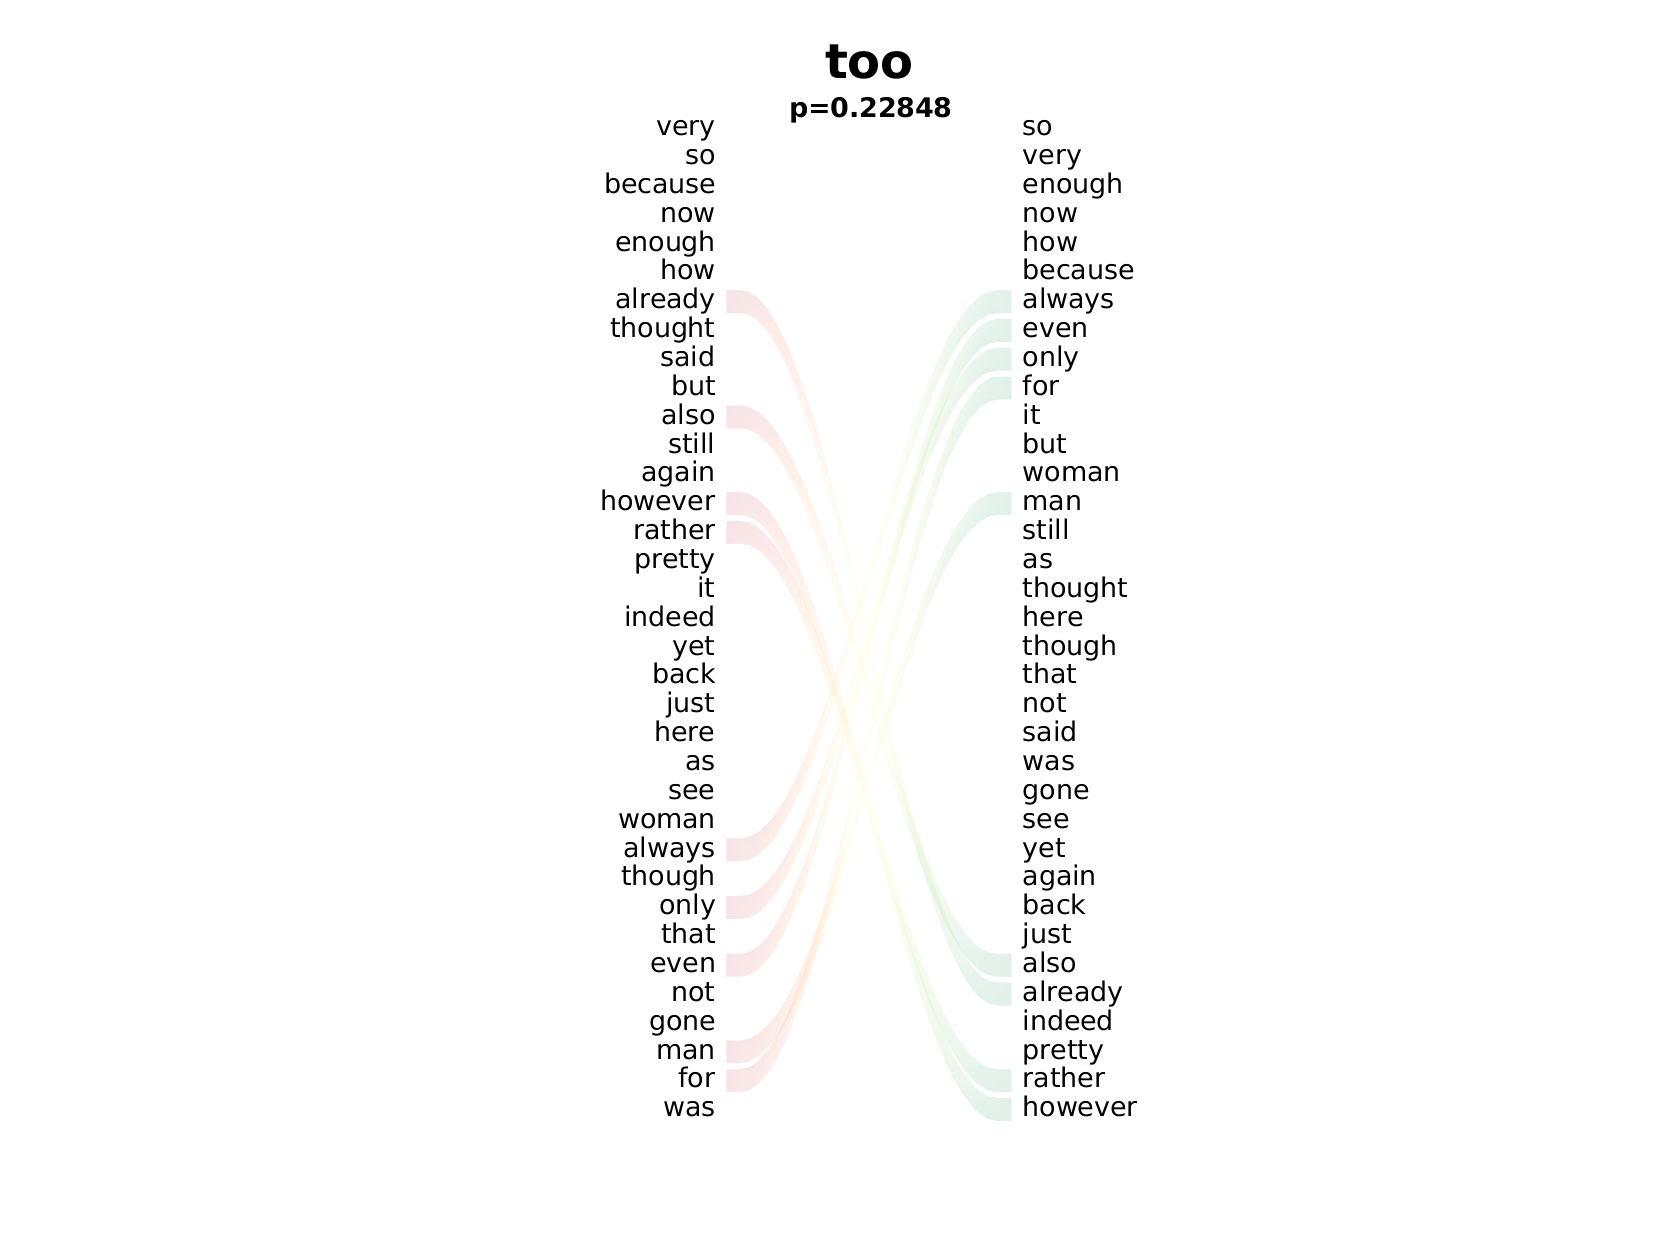 too
p=0.22848
very so
so very
because enough
now now
enough how
how because
already always
thought even
said only
but for
also it
still but
again woman
however man
rather still
pretty as
it thought
indeed here
yet though
back that
just not
here said
as was
see gone
woman see
always yet
though again
only back
that just
even also
not already
gone indeed
man pretty
for rather
was however